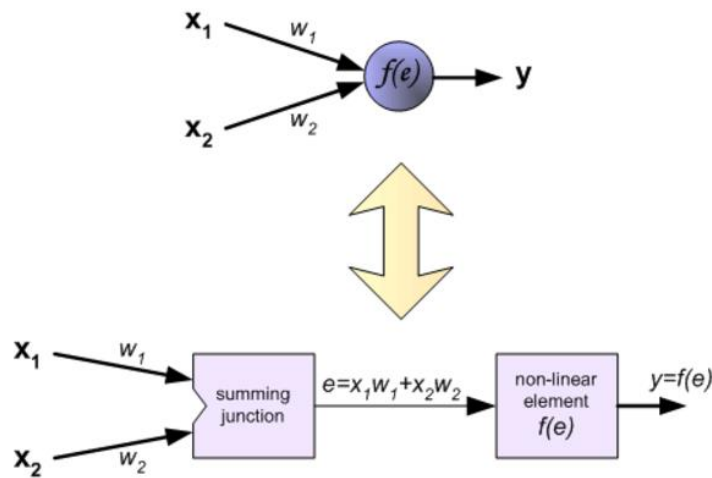 x₁
w₁
f(e)
y
x₂
w₂
x₁
w₁
summing
junction
e=x₁w₁+x₂w₂
non-linear
element
f(e)
y=f(e)
x₂
w₂